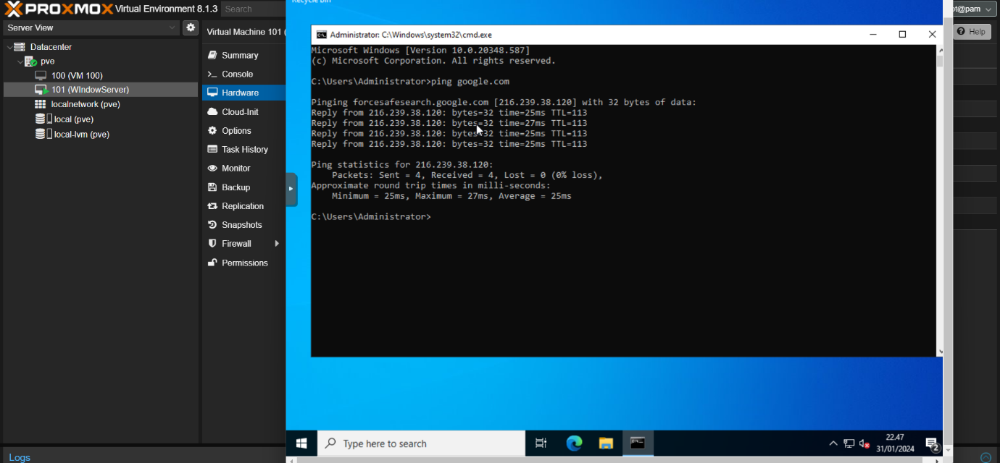 PROXMOX Virtual Environment 8.1.3 Search
Server View
Datacenter
pve
100 (VM 100)
101 (WIndowServer)
localnetwork (pve)
local (pve)
local-lvm (pve)
Logs
Virtual Machine 101 (
Summary
Console
Hardware
Cloud-Init
Options
Task History
Monitor
Backup
Replication
Snapshots
Firewall
Permissions
Recycle Bin
Administrator: C:\Windows\system32\cmd.exe
Microsoft Windows [Version 10.0.20348.587]
(c) Microsoft Corporation. All rights reserved.
C:\Users\Administrator>ping google.com
Pinging forcesafesearch.google.com [216.239.38.120] with 32 bytes of data:
Reply from 216.239.38.120: bytes=32 time=25ms TTL=113
Reply from 216.239.38.120: bytes=32 time=27ms TTL=113
Reply from 216.239.38.120: bytes=32 time=25ms TTL=113
Reply from 216.239.38.120: bytes=32 time=25ms TTL=113
Ping statistics for 216.239.38.120:
Packets: Sent = 4, Received = 4, Lost = 0 (0% loss),
Approximate round trip times in milli-seconds:
Minimum = 25ms, Maximum = 27ms, Average = 25ms
C:\Users\Administrator>
Type here to search
22.47
31/01/2024
2
ot@pam
Help